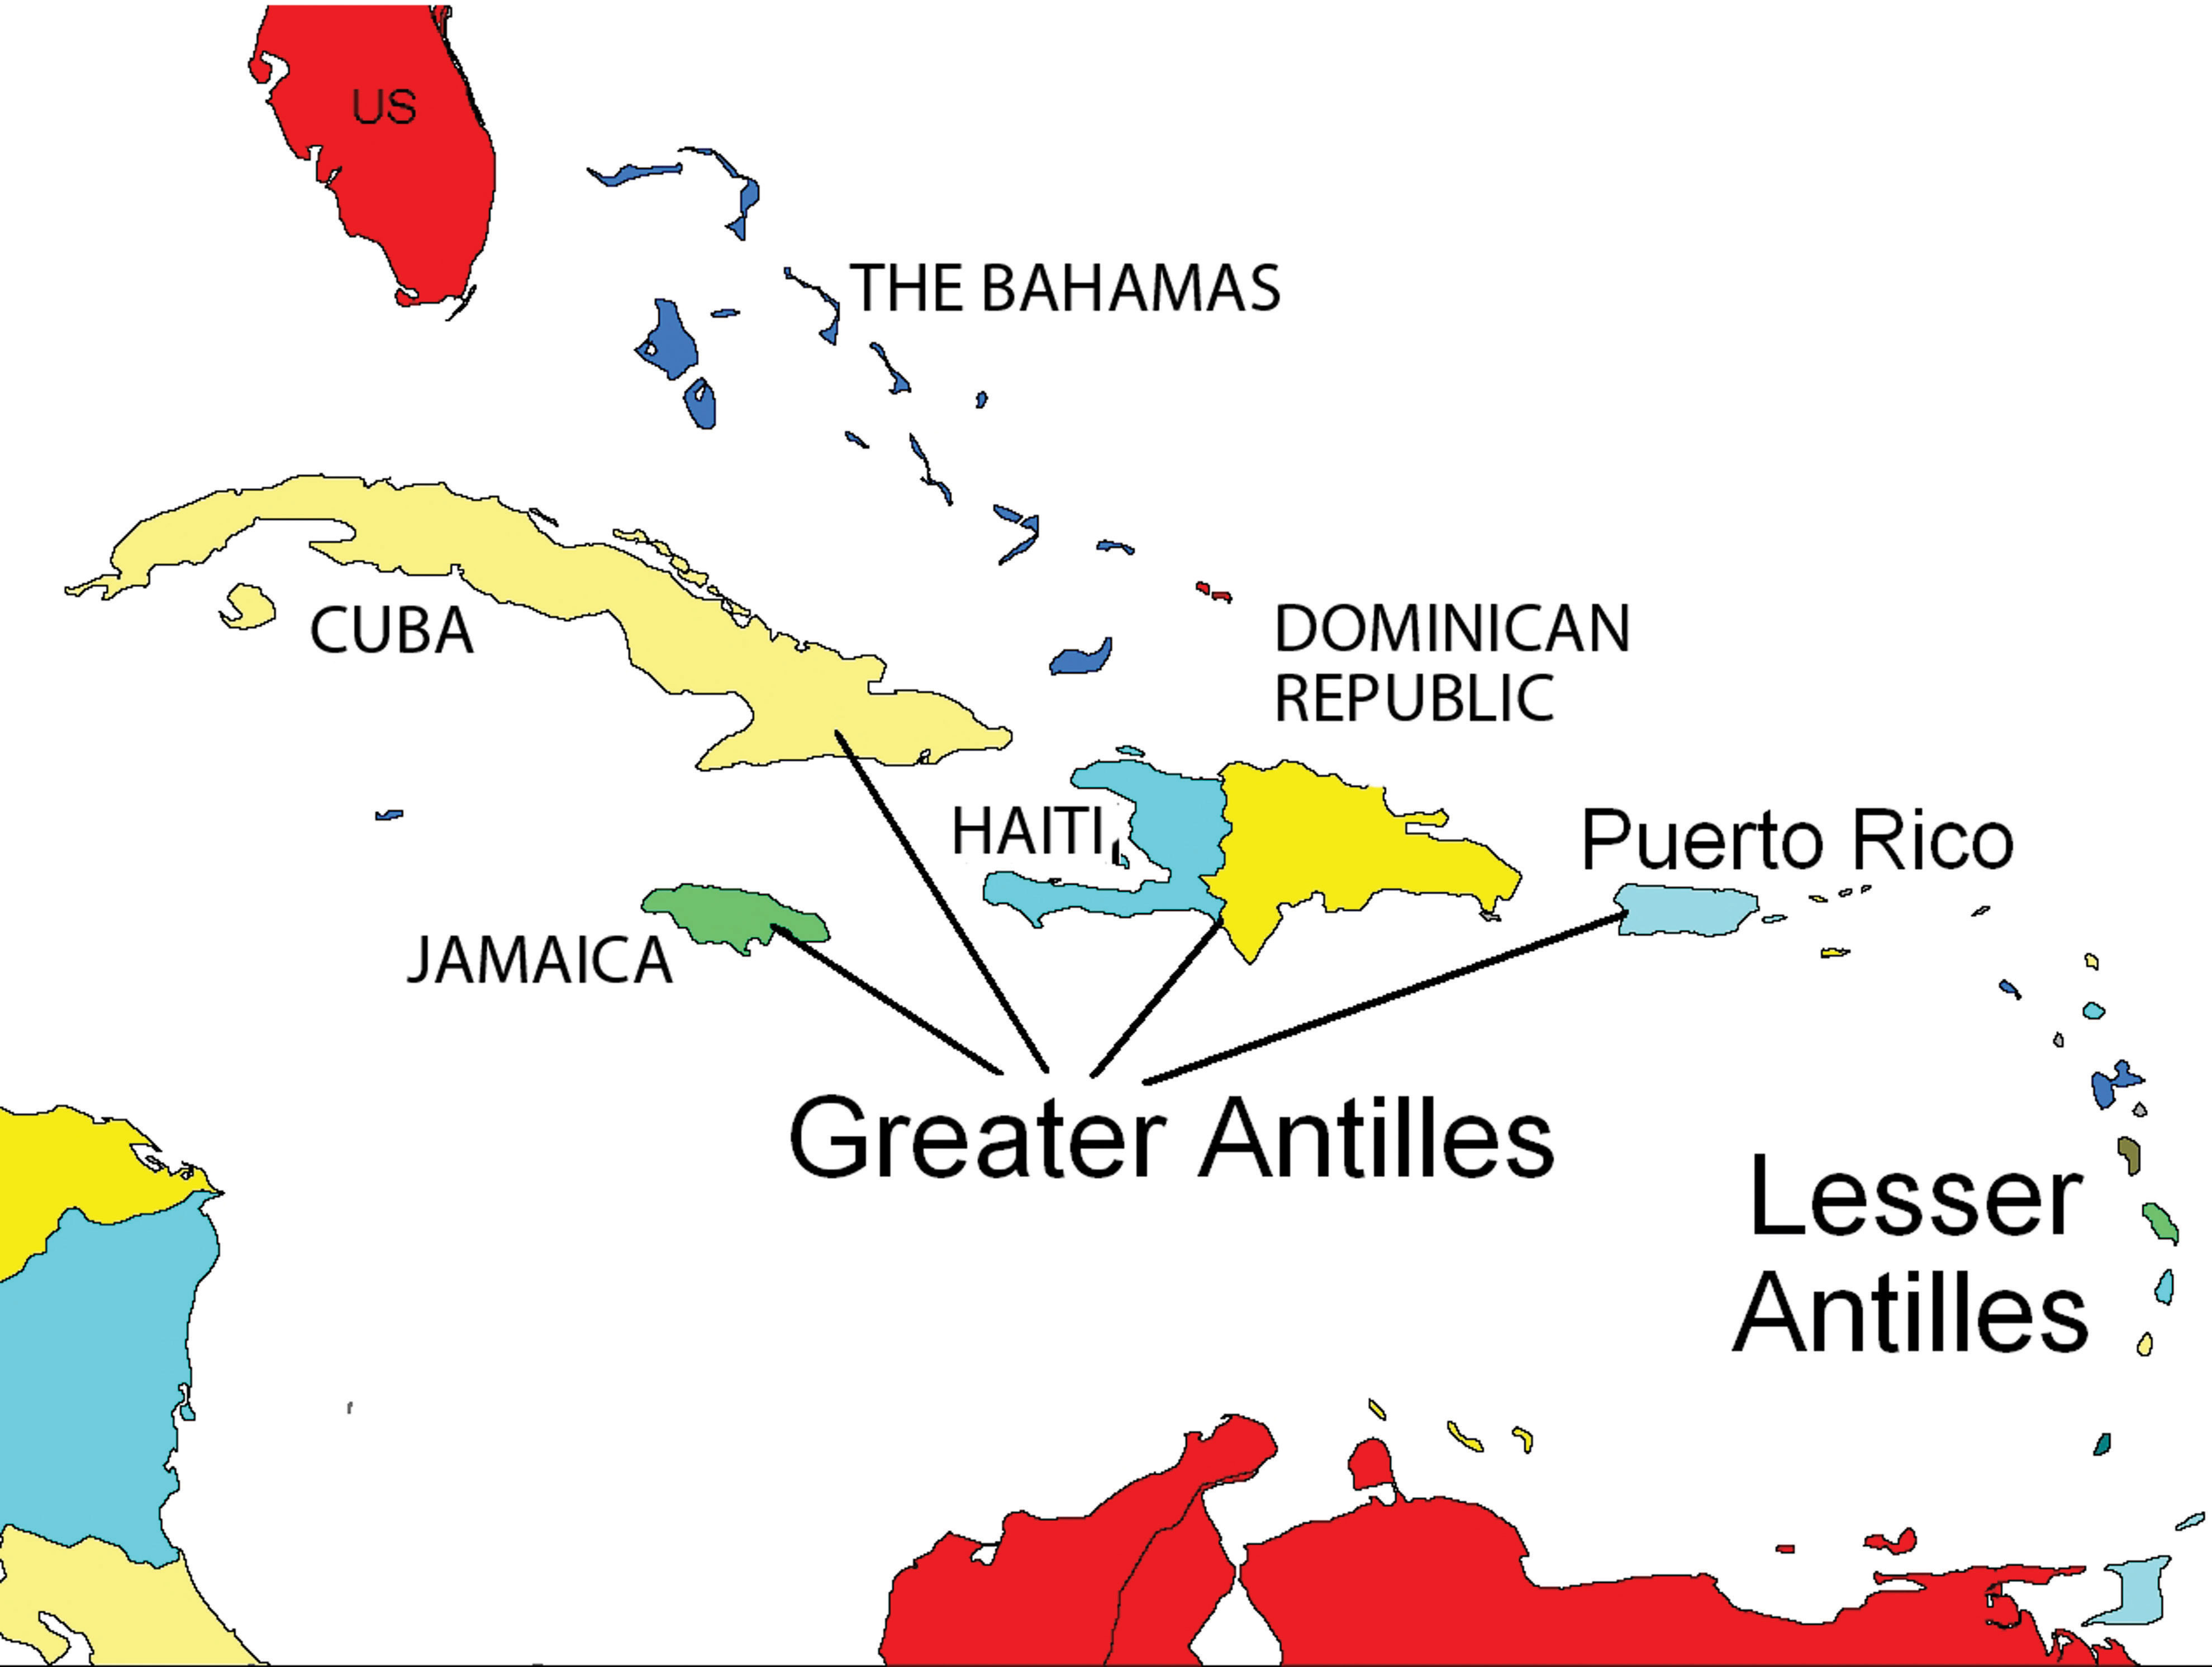 US
THE BAHAMAS
CUBA
DOMINICAN
REPUBLIC
HAITI
Puerto Rico
JAMAICA
Greater Antilles
Lesser
Antilles